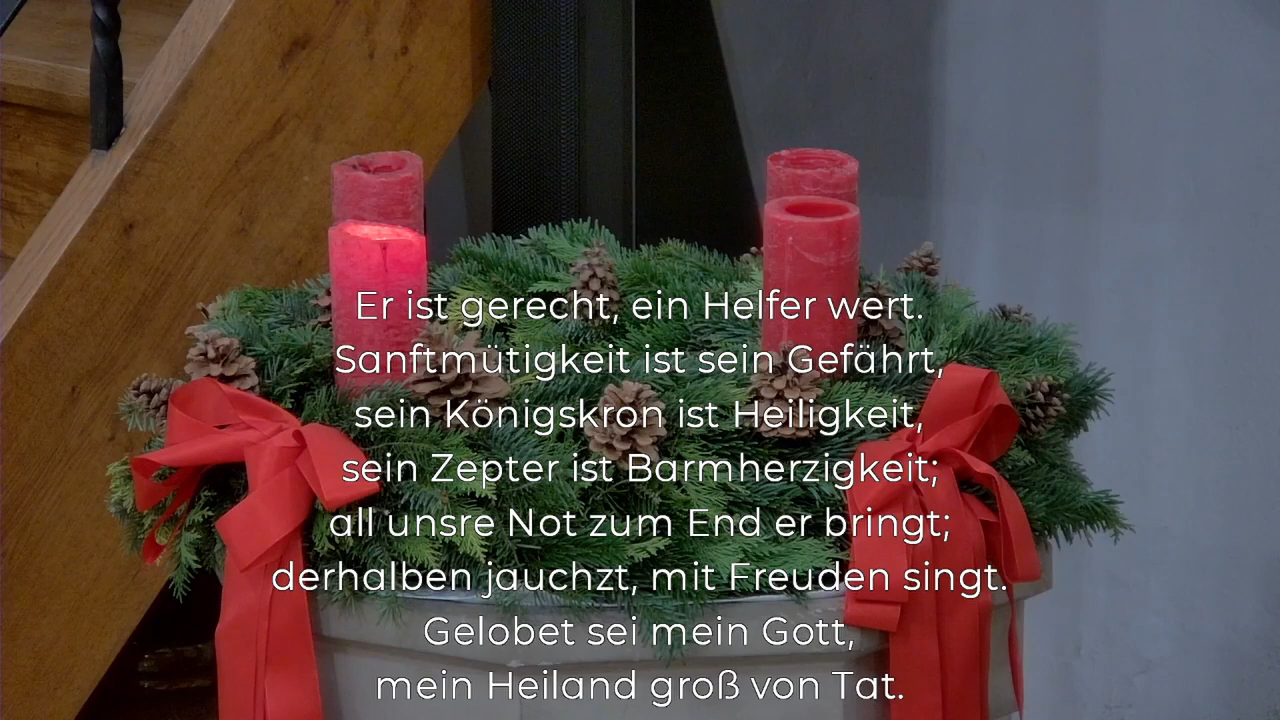 Er ist gerecht, ein Helfer wert.
Sanftmütigkeit ist sein Gefährt,
sein Königskron ist Heiligkeit,
sein Zepter ist Barmherzigkeit;
all unsre Not zum End er bringt;
derhalben jauchzt, mit Freuden singt.
Gelobet sei mein Gott,
mein Heiland groß von Tat.